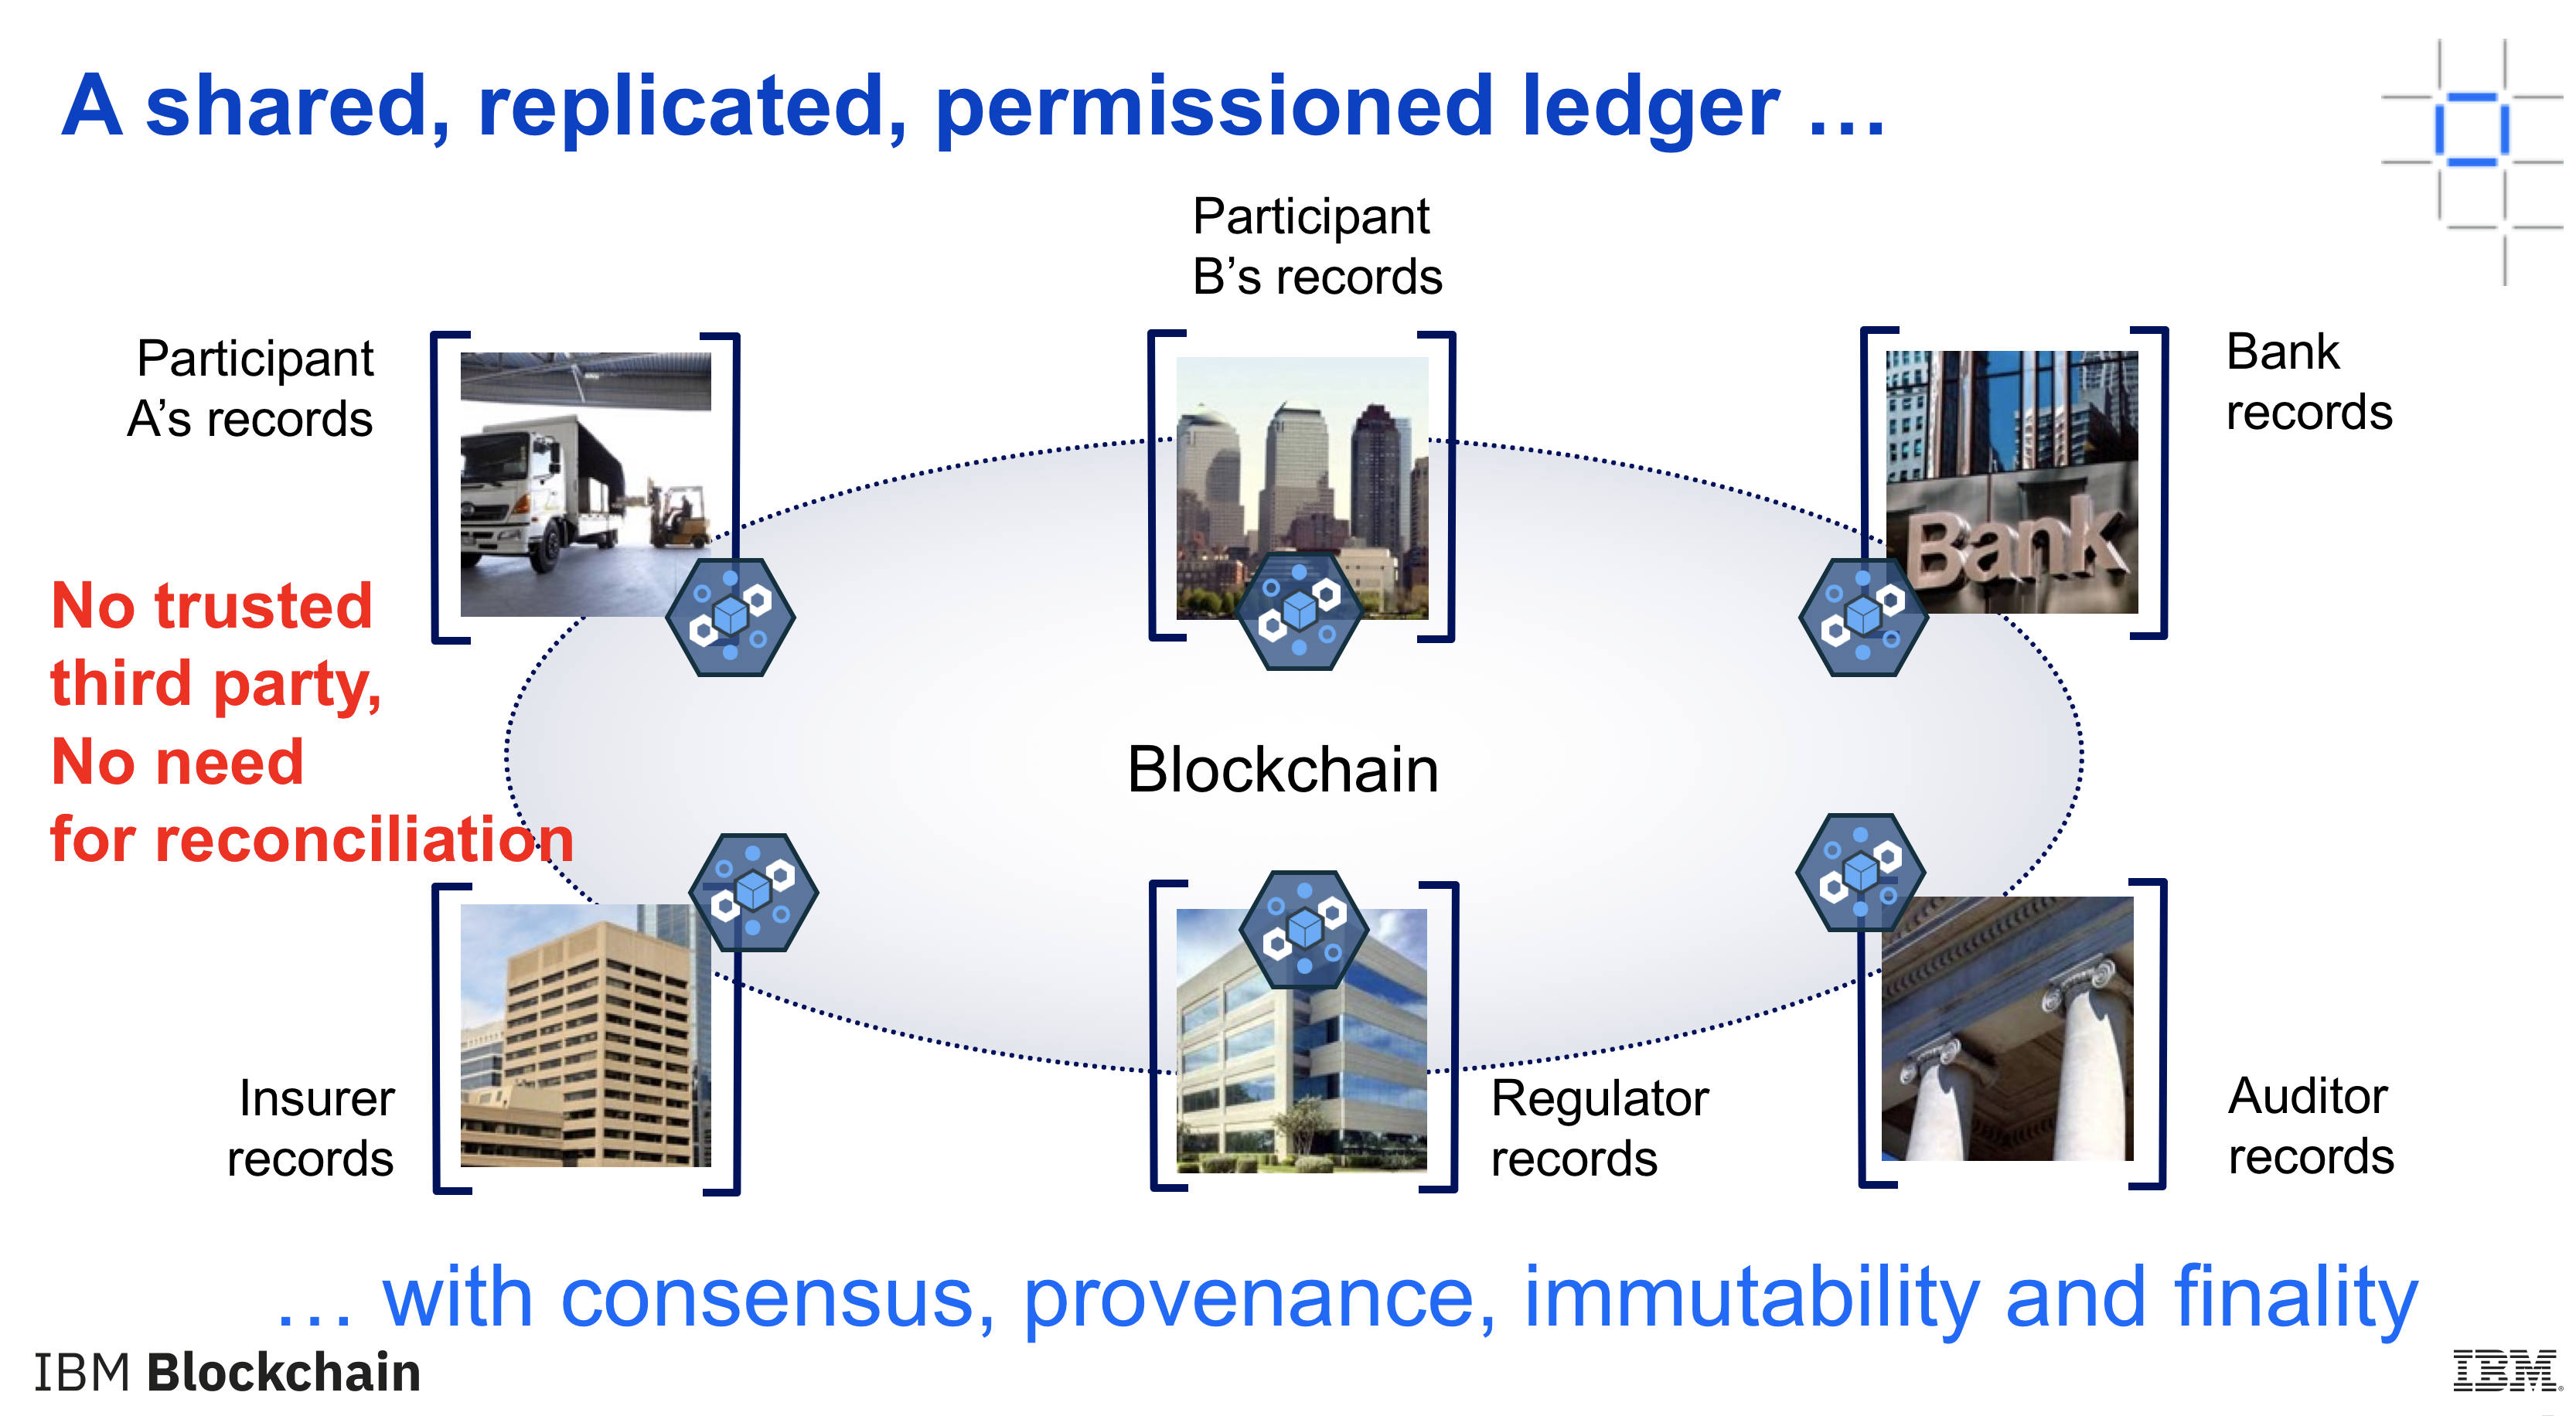 A shared, replicated, permissioned ledger …
Participant
B’s records
Participant
A’s records
Bank
records
Bank
No trusted
third party,
No need
for reconciliation
Blockchain
Insurer
records
Regulator
records
Auditor
records
… with consensus, provenance, immutability and finality
IBM Blockchain
IBM®